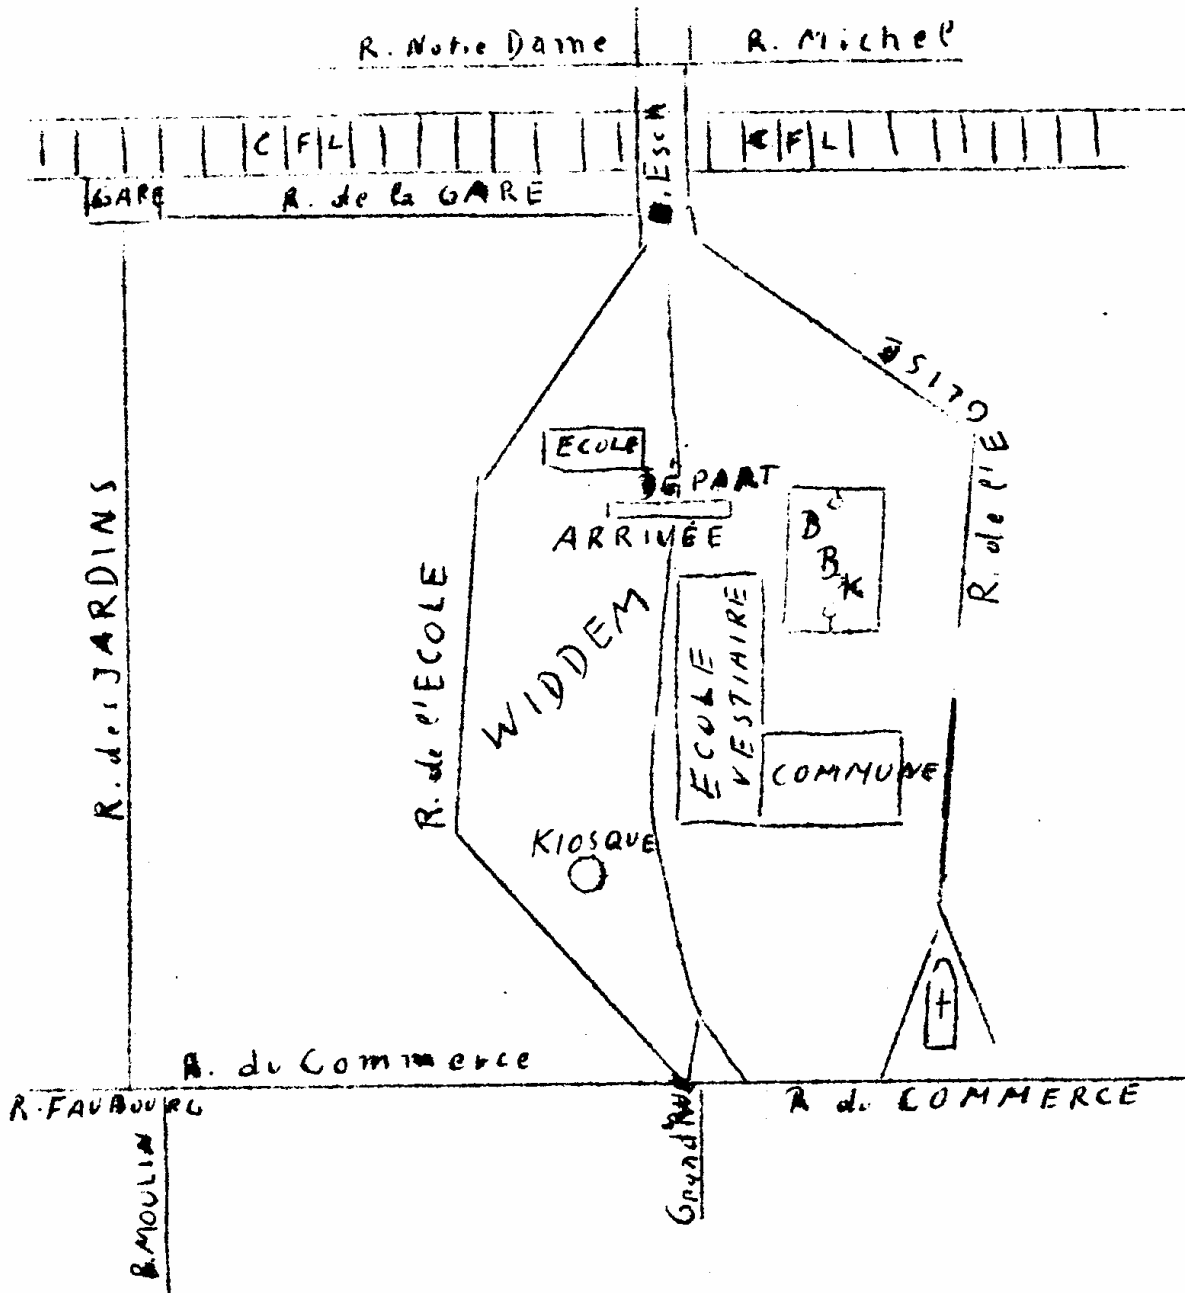 R. Notre Dame
R. Michel
C F L
C F L
R. Esch
GARE
R. de la GARE
R. de l'EGLISE
ECOLE
DEPART
ARRIVÉE
B
B
K
R. des JARDINS
R. de l'ECOLE
WIDDEM
ECOLE
VESTIAIRE
COMMUNE
KIOSQUE
R. du Commerce
R. FAUBOURG
R. du COMMERCE
R. MOULIN
Grand Rue